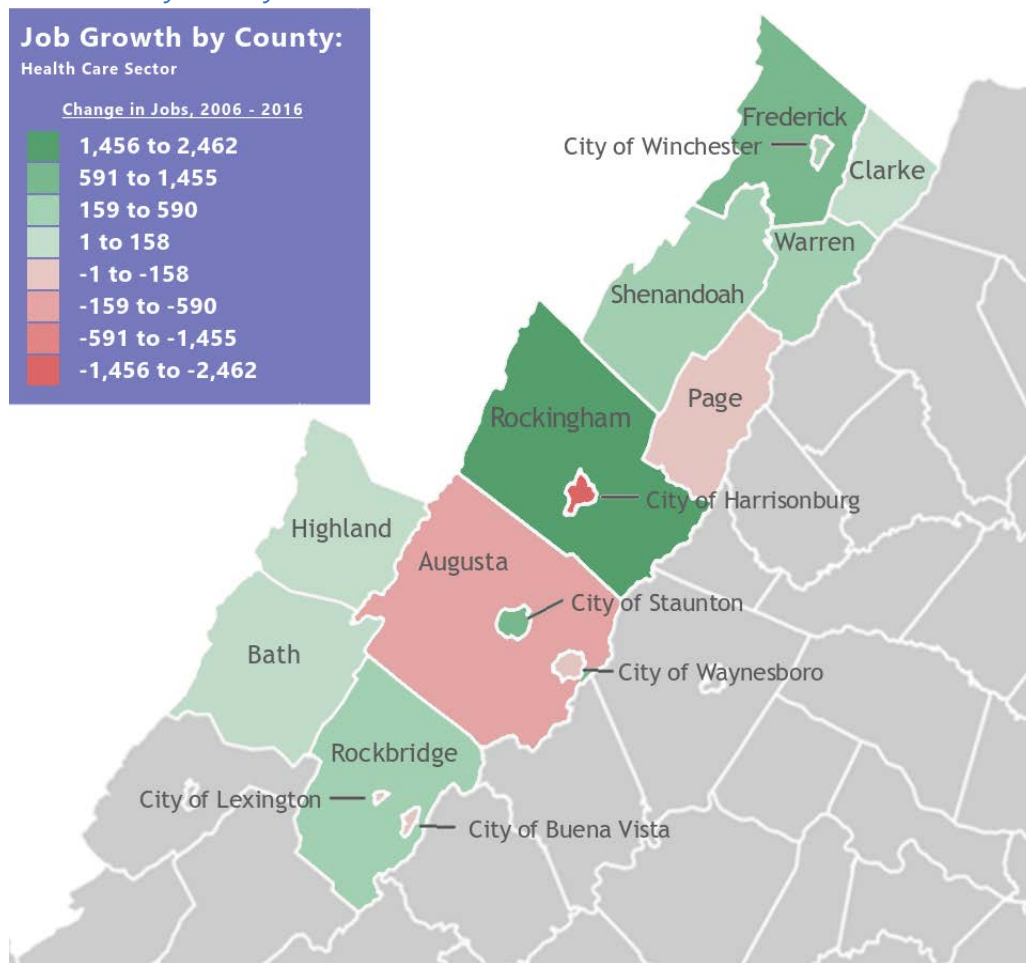 Job Growth by County:
Health Care Sector
Change in Jobs, 2006 - 2016
1,456 to 2,462
591 to 1,455
159 to 590
1 to 158
-1 to -158
-159 to -590
-591 to -1,455
-1,456 to -2,462
Frederick
City of Winchester
Clarke
Warren
Shenandoah
Page
Rockingham
City of Harrisonburg
Highland
Augusta
City of Staunton
Bath
City of Waynesboro
Rockbridge
City of Lexington
City of Buena Vista